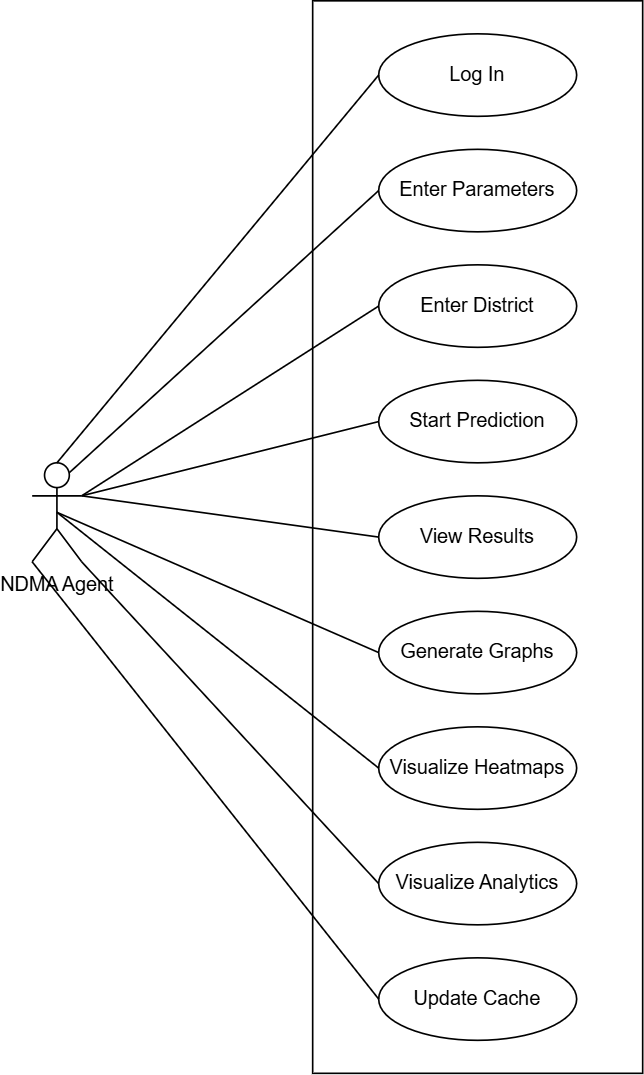 Log In
Enter Parameters
Enter District
Start Prediction
View Results
NDMA Agent
Generate Graphs
Visualize Heatmaps
Visualize Analytics
Update Cache